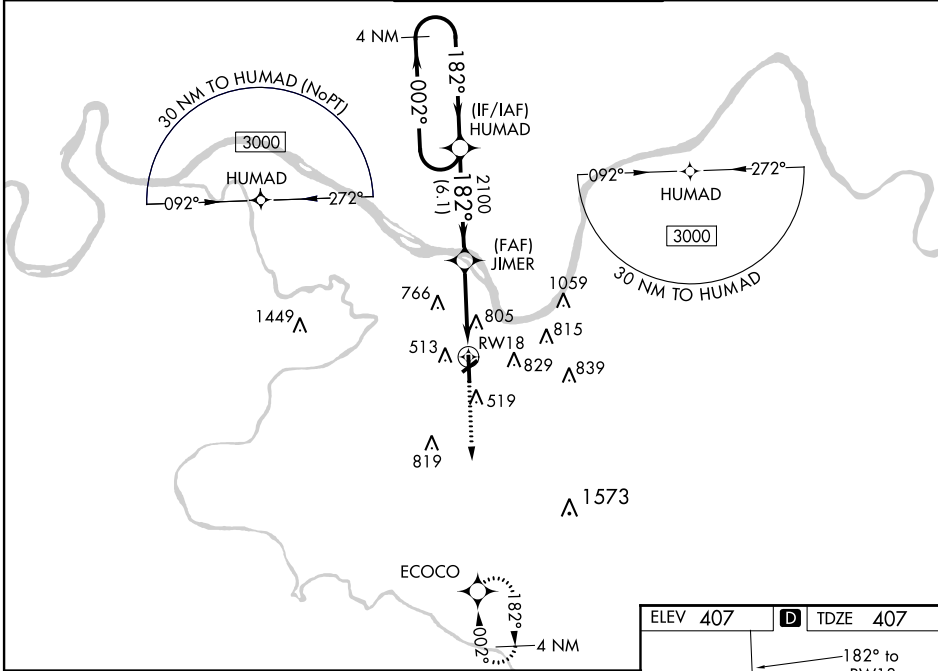 4 NM
182°
002°
(IF/IAF)
HUMAD
30 NM TO HUMAD (NoPT)
3000
HUMAD
092°
272°
092°
272°
HUMAD
3000
30 NM TO HUMAD
2100
182°
(6.1)
(FAF)
JIMER
766
1059
1449
805
815
513
RW18
829
839
519
819
1573
ECOCO
182°
002°
4 NM
ELEV 407
D
TDZE 407
182° to
RW18